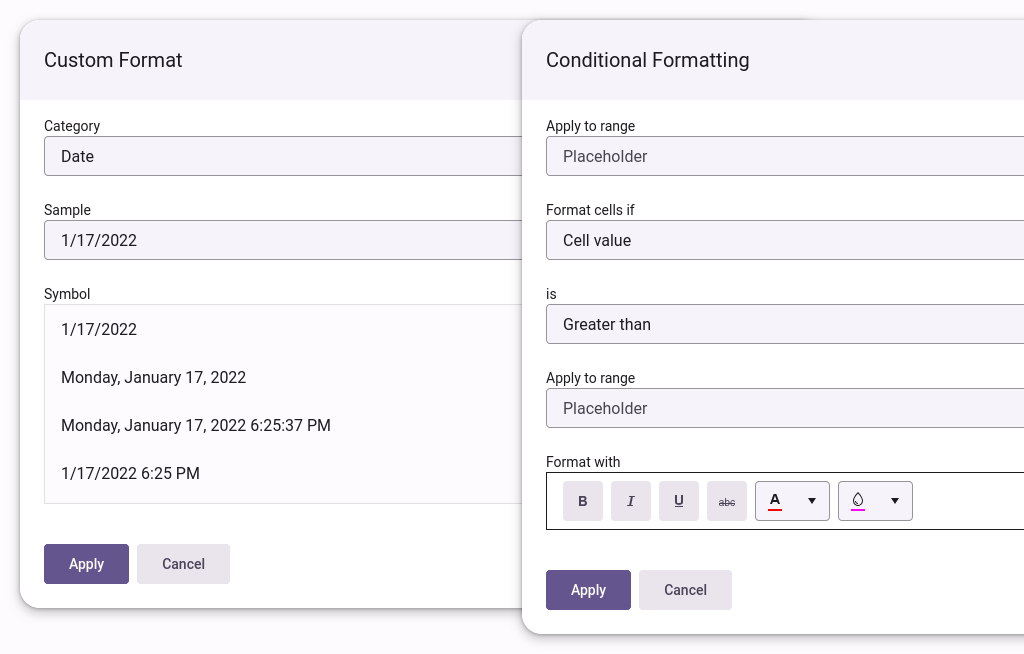 Custom Format
Category
Date
Sample
1/17/2022
Symbol
1/17/2022
Monday, January 17, 2022
Monday, January 17, 2022 6:25:37 PM
1/17/2022 6:25 PM
Apply Cancel
Conditional Formatting
Apply to range
Placeholder
Format cells if
Cell value
is
Greater than
Apply to range
Placeholder
Format with
B I U abc A
Apply Cancel